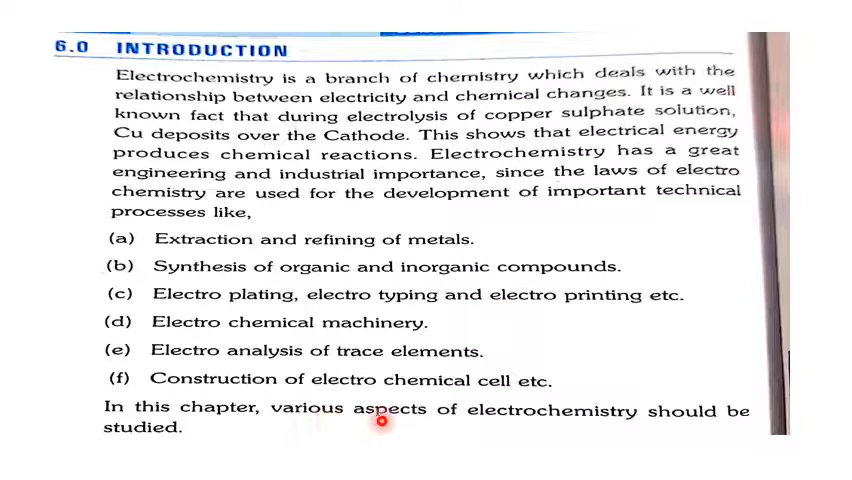 6.0 INTRODUCTION
Electrochemistry is a branch of chemistry which deals with the
relationship between electricity and chemical changes. It is a well
known fact that during electrolysis of copper sulphate solution,
Cu deposits over the Cathode. This shows that electrical energy
produces chemical reactions. Electrochemistry has a great
engineering and industrial importance, since the laws of electro
chemistry are used for the development of important technical
processes like,
(a) Extraction and refining of metals.
(b) Synthesis of organic and inorganic compounds.
(c) Electro plating, electro typing and electro printing etc.
(d) Electro chemical machinery.
(e) Electro analysis of trace elements.
(f) Construction of electro chemical cell etc.
In this chapter, various aspects of electrochemistry should be
studied.